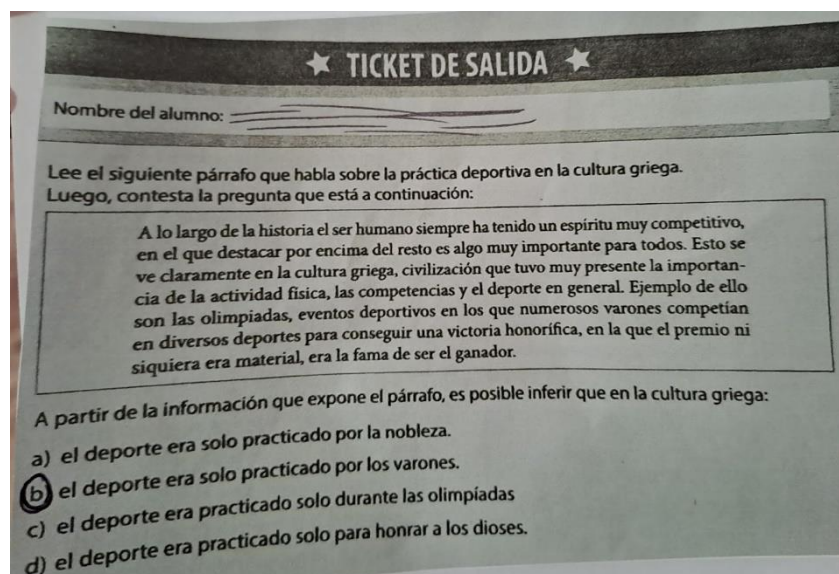 TICKET DE SALIDA
Nombre del alumno:
Lee el siguiente párrafo que habla sobre la práctica deportiva en la cultura griega.
Luego, contesta la pregunta que está a continuación:
A lo largo de la historia el ser humano siempre ha tenido un espíritu muy competitivo,
en el que destacar por encima del resto es algo muy importante para todos. Esto se
ve claramente en la cultura griega, civilización que tuvo muy presente la importan-
cia de la actividad física, las competencias y el deporte en general. Ejemplo de ello
son las olimpiadas, eventos deportivos en los que numerosos varones competían
en diversos deportes para conseguir una victoria honorífica, en la que el premio ni
siquiera era material, era la fama de ser el ganador.
A partir de la información que expone el párrafo, es posible inferir que en la cultura griega:
a) el deporte era solo practicado por la nobleza.
b) el deporte era solo practicado por los varones.
c) el deporte era practicado solo durante las olimpíadas
d) el deporte era practicado solo para honrar a los dioses.